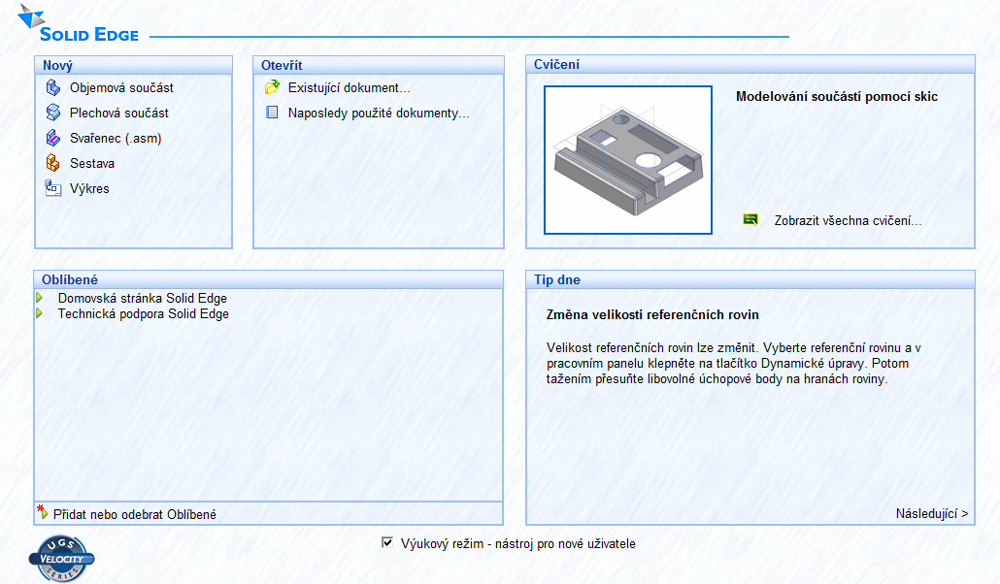 SOLID EDGE
Nový
Objemová součást
Plechová součást
Svařenec (.asm)
Sestava
Výkres
Otevřít
Existující dokument...
Naposledy použité dokumenty...
Cvičení
Modelování součástí pomocí skic
Zobrazit všechna cvičení...
Oblíbené
Domovská stránka Solid Edge
Technická podpora Solid Edge
Přidat nebo odebrat Oblíbené
Tip dne
Změna velikosti referenčních rovin
Velikost referenčních rovin lze změnit. Vyberte referenční rovinu a v
pracovním panelu klepněte na tlačítko Dynamické úpravy. Potom
tažením přesuňte libovolné úchopové body na hranách roviny.
Následující >
Výukový režim - nástroj pro nové uživatele
UGS
VELOCITY
SERIES